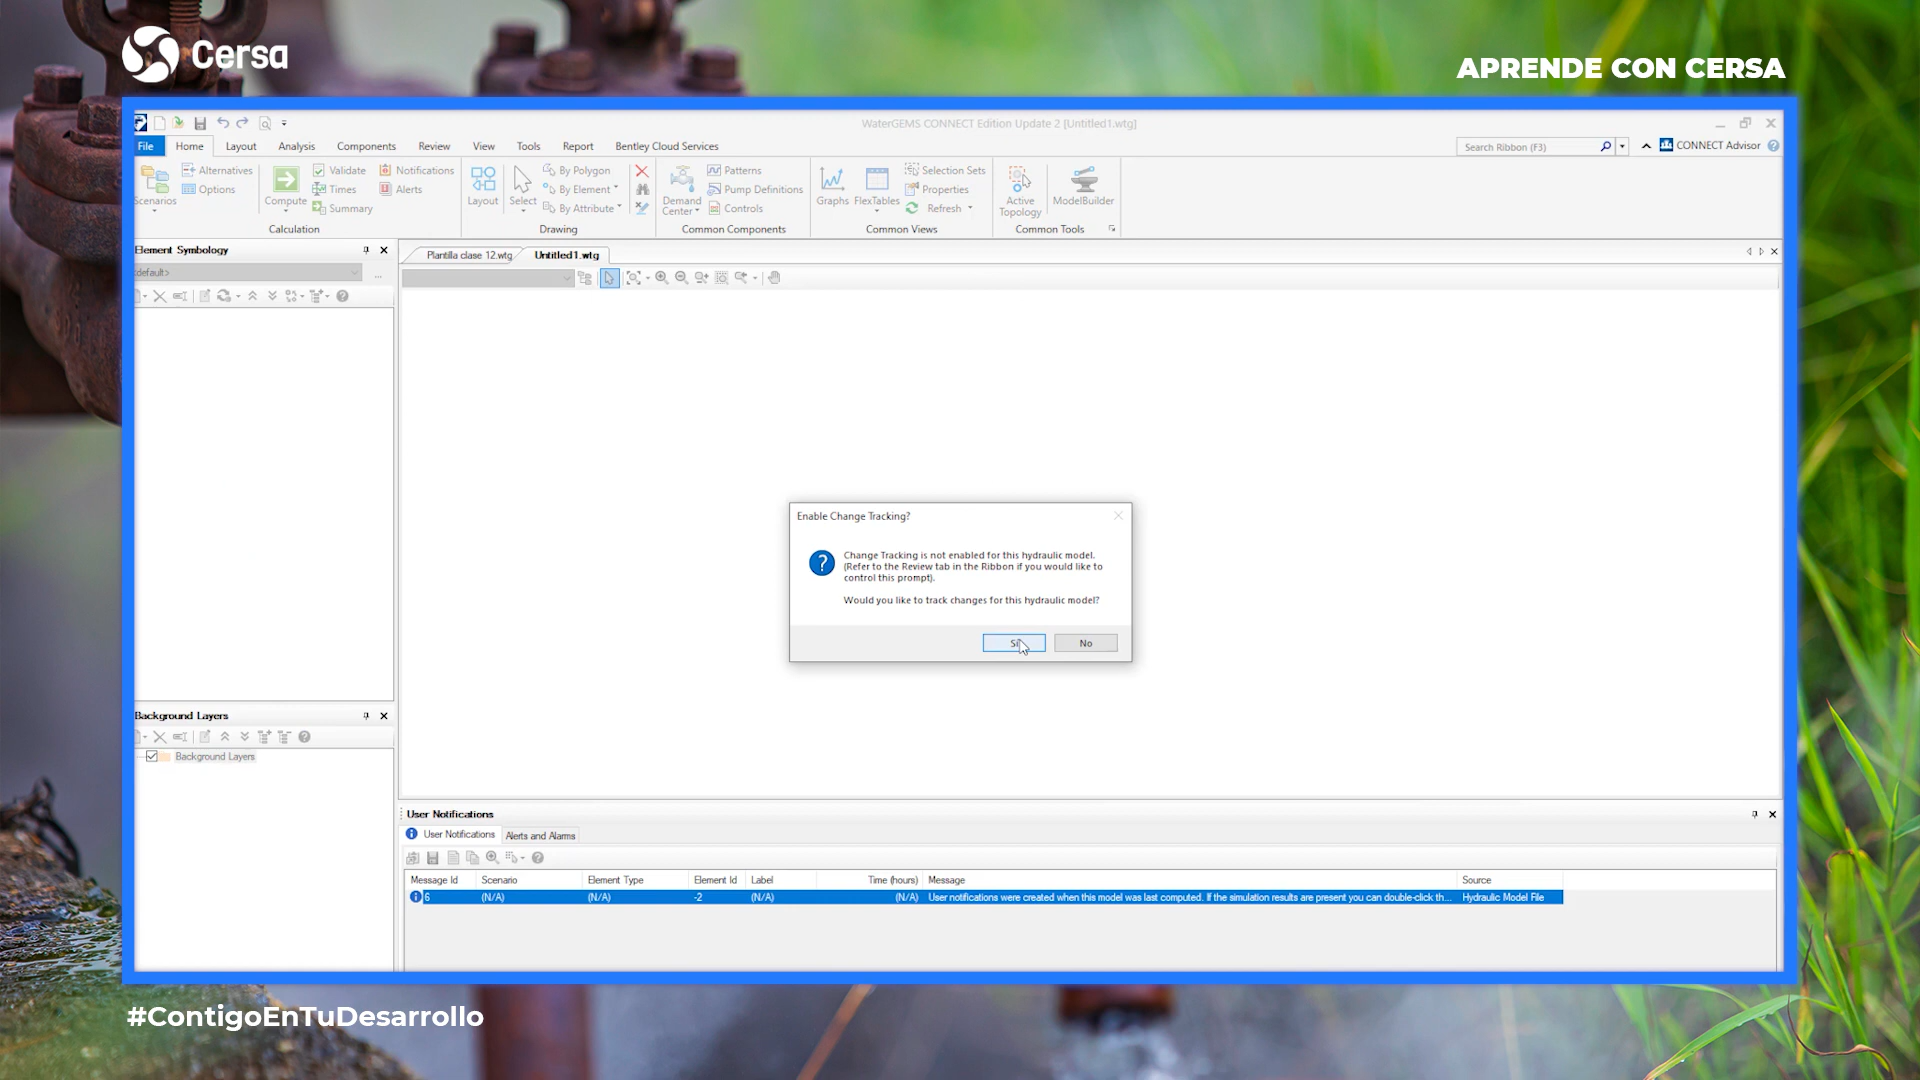 Cersa
APRENDE CON CERSA
WaterGEMS CONNECT Edition Update 2 [Untitled1.wtg]
File Home Layout Analysis Components Review View Tools Report Bentley Cloud Services
Search Ribbon (F3) CONNECT Advisor
Scenarios
Alternatives
Options
Compute
Validate
Times
Summary
Notifications
Alerts
Calculation
Layout
Select
By Polygon
By Element
By Attribute
Drawing
Demand Center
Patterns
Pump Definitions
Controls
Common Components
Graphs
FlexTables
Selection Sets
Properties
Refresh
Common Views
Active Topology
ModelBuilder
Common Tools
Element Symbology
<default>
Plantilla clase 12.wtg Untitled1.wtg
Enable Change Tracking?
Change Tracking is not enabled for this hydraulic model.
(Refer to the Review tab in the Ribbon if you would like to
control this prompt).
Would you like to track changes for this hydraulic model?
Sí No
Background Layers
Background Layers
User Notifications
User Notifications Alerts and Alarms
Message Id Scenario Element Type Element Id Label Time (hours) Message Source
6 (N/A) (N/A) -2 (N/A) (N/A) User notifications were created when this model was last computed. If the simulation results are present you can double-click th... Hydraulic Model File
#ContigoEnTuDesarrollo